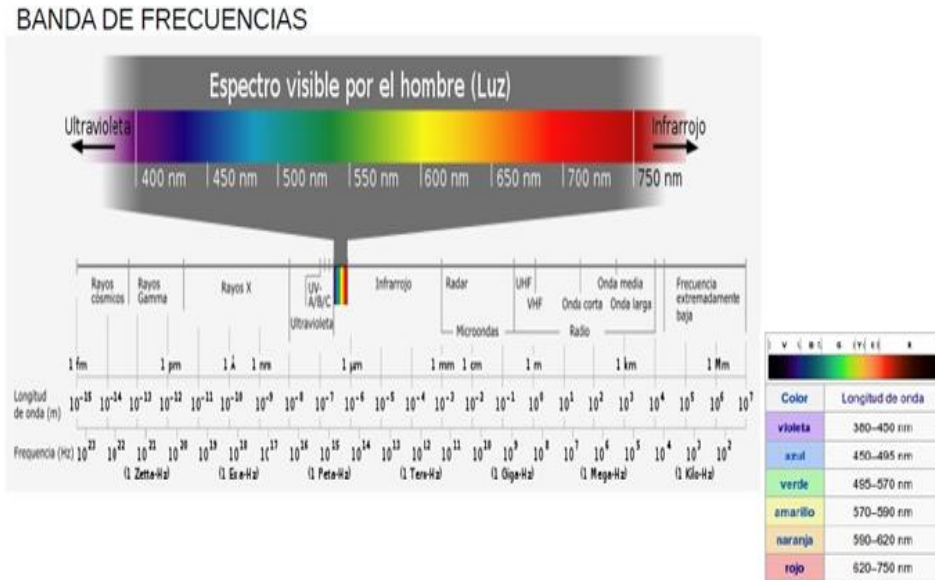 BANDA DE FRECUENCIAS
Espectro visible por el hombre (Luz)
Ultravioleta
Infrarrojo
400 nm 450 nm 500 nm 550 nm 600 nm 650 nm 700 nm 750 nm
Rayos cósmicos
Rayos Gamma
Rayos X
UV-A/B/C
Ultravioleta
Infrarrojo
Radar
Microondas
UHF
VHF
Onda media
Onda corta
Onda larga
Radio
Frecuencia extremadamente baja
1 fm 1 pm 1 Å 1 nm 1 µm 1 mm 1 cm 1 m 1 km 1 Mm
Longitud de onda (m) 10⁻¹⁵ 10⁻¹⁴ 10⁻¹³ 10⁻¹² 10⁻¹¹ 10⁻¹⁰ 10⁻⁹ 10⁻⁸ 10⁻⁷ 10⁻⁶ 10⁻⁵ 10⁻⁴ 10⁻³ 10⁻² 10⁻¹ 10⁰ 10¹ 10² 10³ 10⁴ 10⁵ 10⁶ 10⁷
Frequencia (Hz) 10²³ 10²² 10²¹ 10²⁰ 10¹⁹ 10¹⁸ 10¹⁷ 10¹⁶ 10¹⁵ 10¹⁴ 10¹³ 10¹² 10¹¹ 10¹⁰ 10⁹ 10⁸ 10⁷ 10⁶ 10⁵ 10⁴ 10³ 10²
(1 Zetta-Hz) (1 Exa-Hz) (1 Peta-Hz) (1 Tera-Hz) (1 Giga-Hz) (1 Mega-Hz) (1 Kilo-Hz)
V B G Y R
Color Longitud de onda
violeta 380–450 nm
azul 450–495 nm
verde 495–570 nm
amarillo 570–590 nm
naranja 590–620 nm
rojo 620–750 nm